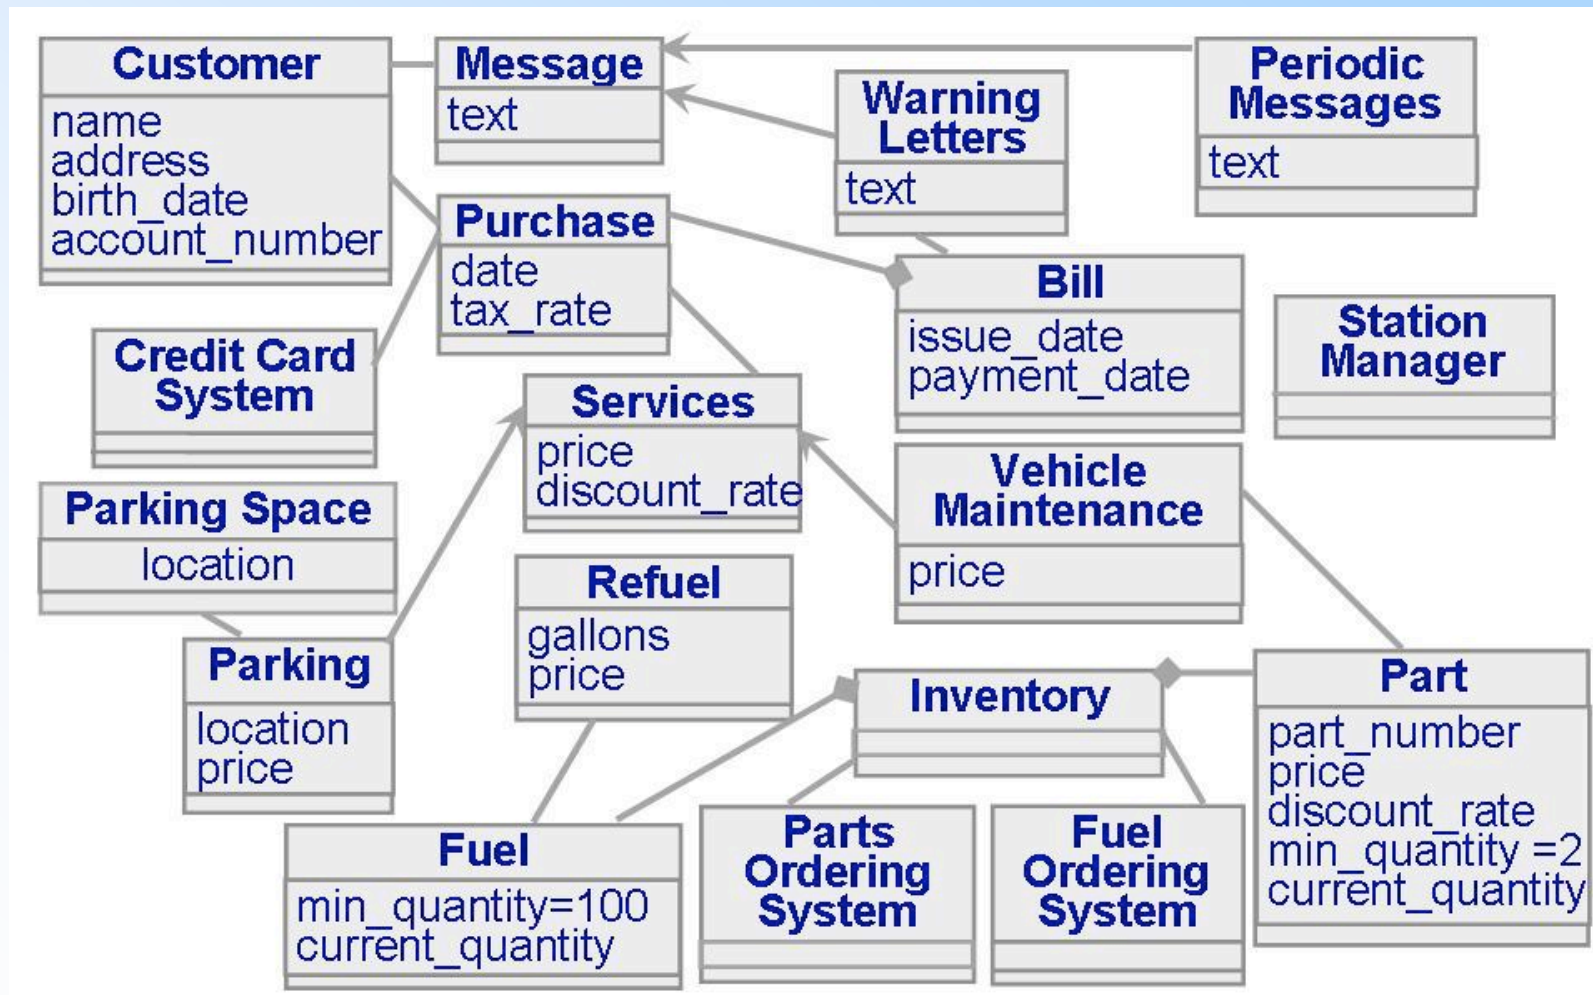 Customer
name
address
birth_date
account_number
Message
text
Warning
Letters
text
Periodic
Messages
text
Purchase
date
tax_rate
Bill
issue_date
payment_date
Station
Manager
Credit Card
System
Services
price
discount_rate
Vehicle
Maintenance
price
Parking Space
location
Refuel
gallons
price
Parking
location
price
Inventory
Part
part_number
price
discount_rate
min_quantity =2
current_quantity
Fuel
min_quantity=100
current_quantity
Parts
Ordering
System
Fuel
Ordering
System